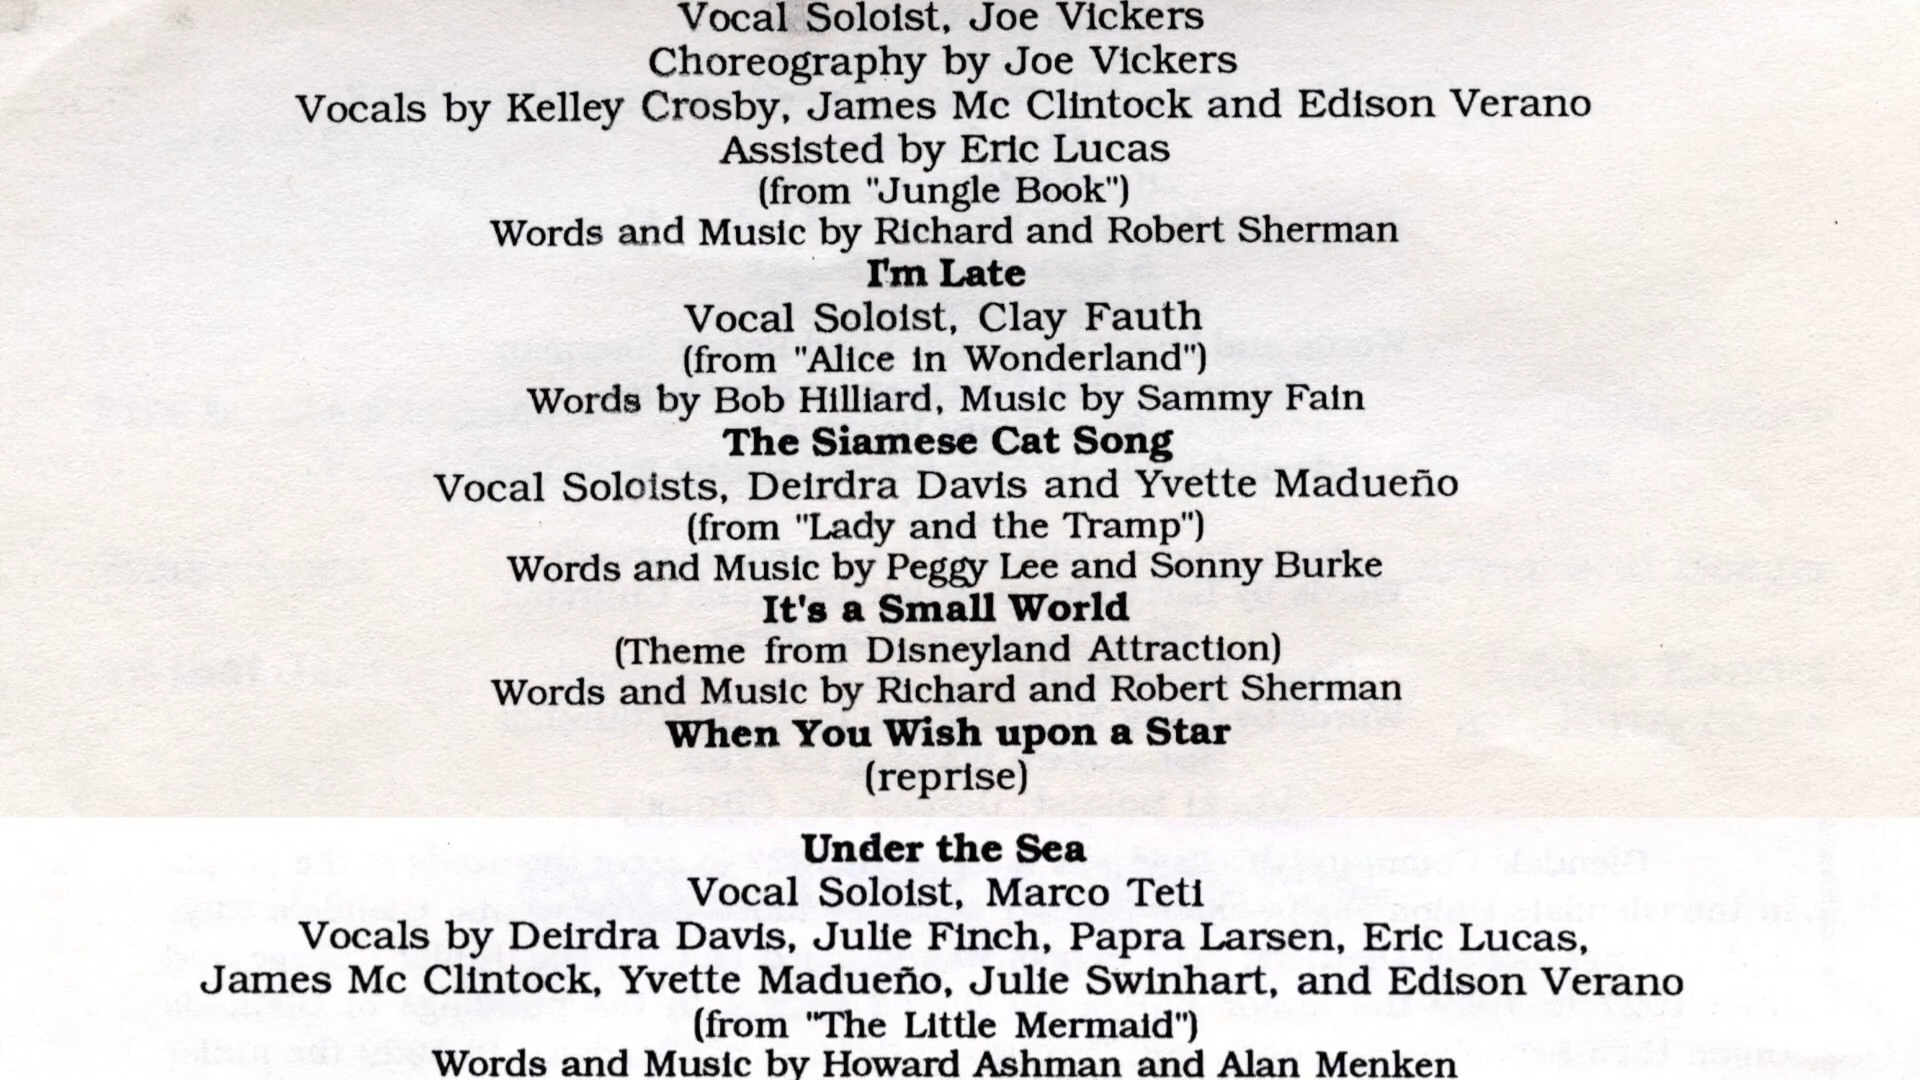 Vocal Soloist, Joe Vickers
Choreography by Joe Vickers
Vocals by Kelley Crosby, James Mc Clintock and Edison Verano
Assisted by Eric Lucas
(from "Jungle Book")
Words and Music by Richard and Robert Sherman
I'm Late
Vocal Soloist, Clay Fauth
(from "Alice in Wonderland")
Words by Bob Hilliard, Music by Sammy Fain
The Siamese Cat Song
Vocal Soloists, Deirdra Davis and Yvette Madueño
(from "Lady and the Tramp")
Words and Music by Peggy Lee and Sonny Burke
It's a Small World
(Theme from Disneyland Attraction)
Words and Music by Richard and Robert Sherman
When You Wish upon a Star
(reprise)
Under the Sea
Vocal Soloist, Marco Teti
Vocals by Deirdra Davis, Julie Finch, Papra Larsen, Eric Lucas,
James Mc Clintock, Yvette Madueño, Julie Swinhart, and Edison Verano
(from "The Little Mermaid")
Words and Music by Howard Ashman and Alan Menken